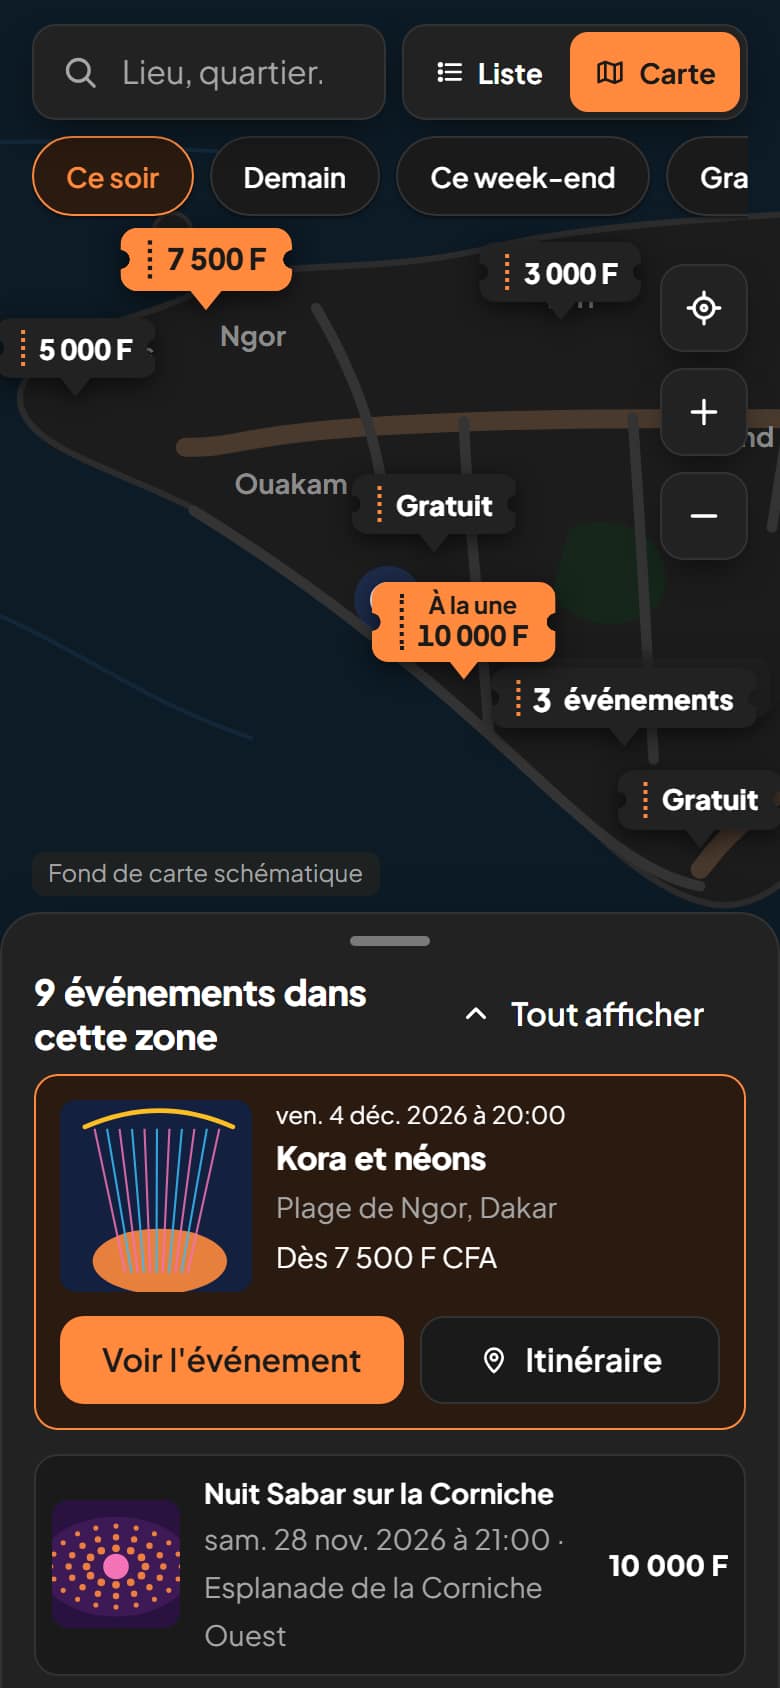 Lieu, quartier.
Liste
Carte
Ce soir
Demain
Ce week-end
Gra
7 500 F
3 000 F
5 000 F
Ngor
nd
Ouakam
Gratuit
À la une
10 000 F
3 événements
Gratuit
Fond de carte schématique
9 événements dans
cette zone
Tout afficher
ven. 4 déc. 2026 à 20:00
Kora et néons
Plage de Ngor, Dakar
Dès 7 500 F CFA
Voir l'événement
Itinéraire
Nuit Sabar sur la Corniche
sam. 28 nov. 2026 à 21:00 ·
Esplanade de la Corniche
Ouest
10 000 F